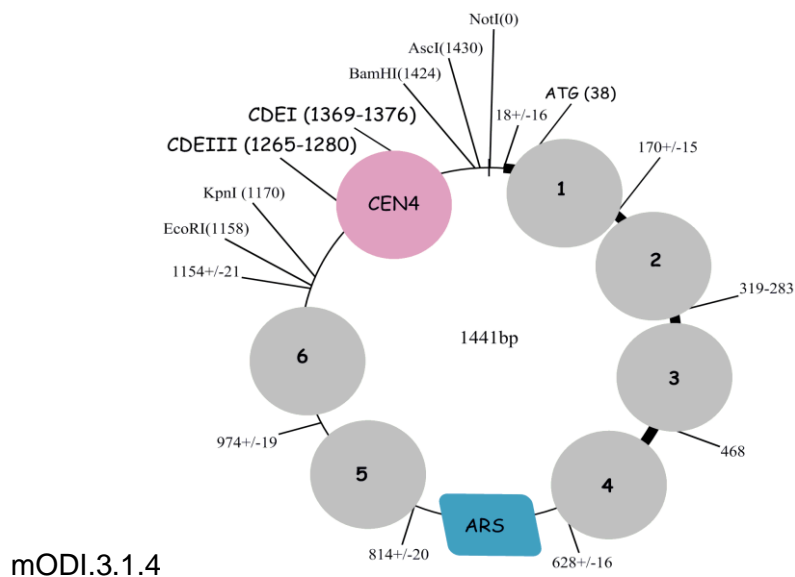 NotI(0)
AscI(1430)
BamHI(1424)
ATG (38)
CDEI (1369-1376)
18+/-16
CDEIII (1265-1280)
170+/-15
KpnI (1170)
CEN4
1
EcoRI(1158)
2
1154+/-21
319-283
1441bp
6
3
974+/-19
468
5
4
ARS
814+/-20
628+/-16
mODI.3.1.4